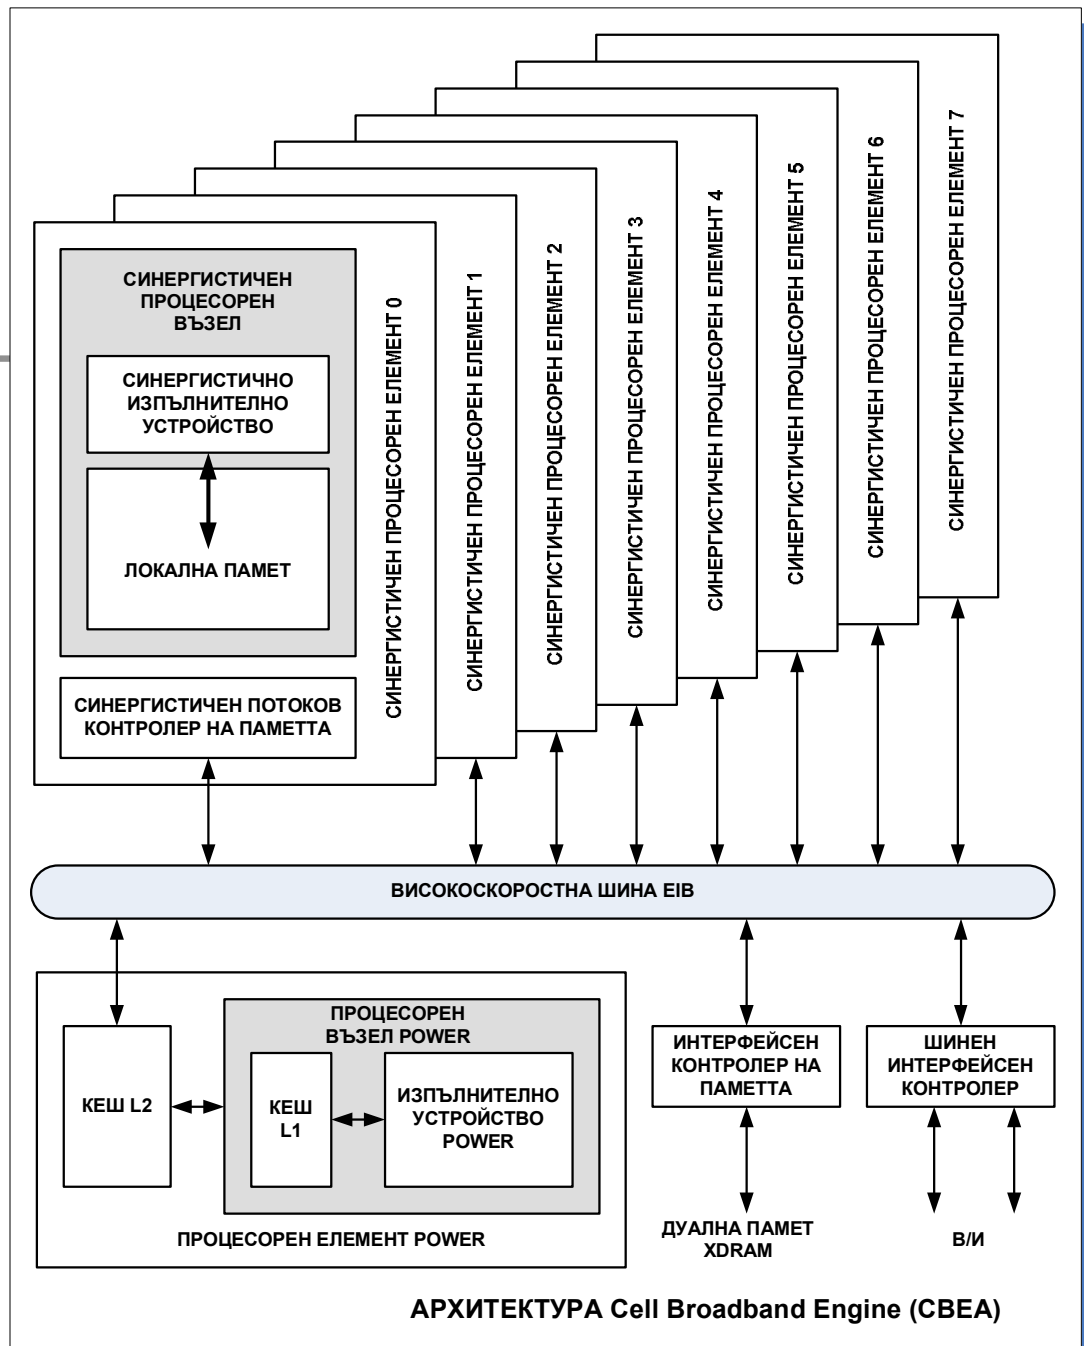 СИНЕРГИСТИЧЕН
ПРОЦЕСОРЕН
ВЪЗЕЛ
СИНЕРГИСТИЧНО
ИЗПЪЛНИТЕЛНО
УСТРОЙСТВО
ЛОКАЛНА ПАМЕТ
СИНЕРГИСТИЧЕН ПОТОКОВ
КОНТРОЛЕР НА ПАМЕТТА
СИНЕРГИСТИЧЕН ПРОЦЕСОРЕН ЕЛЕМЕНТ 0
СИНЕРГИСТИЧЕН ПРОЦЕСОРЕН ЕЛЕМЕНТ 1
СИНЕРГИСТИЧЕН ПРОЦЕСОРЕН ЕЛЕМЕНТ 2
СИНЕРГИСТИЧЕН ПРОЦЕСОРЕН ЕЛЕМЕНТ 3
СИНЕРГИСТИЧЕН ПРОЦЕСОРЕН ЕЛЕМЕНТ 4
СИНЕРГИСТИЧЕН ПРОЦЕСОРЕН ЕЛЕМЕНТ 5
СИНЕРГИСТИЧЕН ПРОЦЕСОРЕН ЕЛЕМЕНТ 6
СИНЕРГИСТИЧЕН ПРОЦЕСОРЕН ЕЛЕМЕНТ 7
ВИСОКОСКОРОСТНА ШИНА EIB
КЕШ L2
ПРОЦЕСОРЕН
ВЪЗЕЛ POWER
КЕШ
L1
ИЗПЪЛНИТЕЛНО
УСТРОЙСТВО
POWER
ПРОЦЕСОРЕН ЕЛЕМЕНТ POWER
ИНТЕРФЕЙСЕН
КОНТРОЛЕР НА
ПАМЕТТА
ШИНЕН
ИНТЕРФЕЙСЕН
КОНТРОЛЕР
ДУАЛНА ПАМЕТ
XDRAM
В/И
АРХИТЕКТУРА Cell Broadband Engine (CBEA)